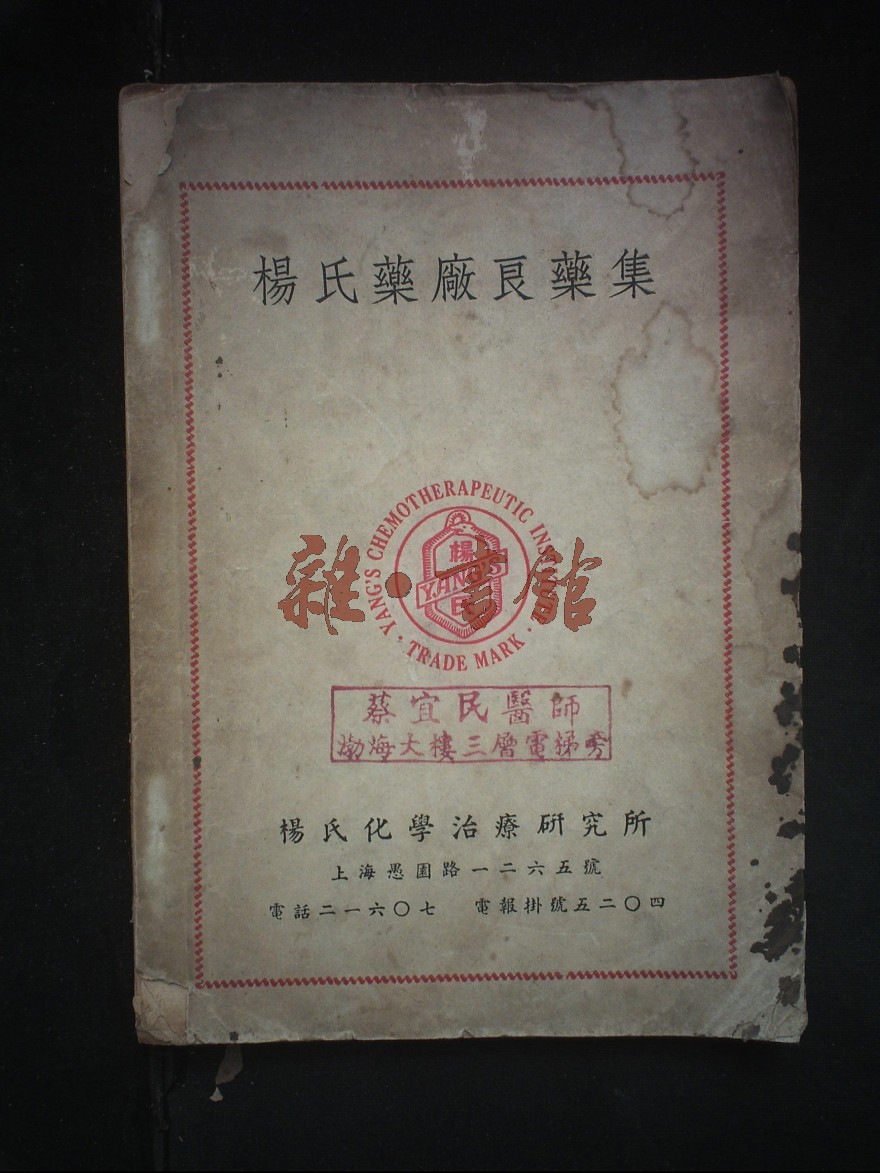 楊氏藥廠良藥集
YANG'S CHEMOTHERAPEUTIC
TRADE MARK
楊
YANG'S
氏
雜·書館
蔡宜民醫師
渤海大樓三層電梯旁
楊氏化學治療研究所
上海愚園路一二六五號
電話二一六〇七 電報掛號五二〇四